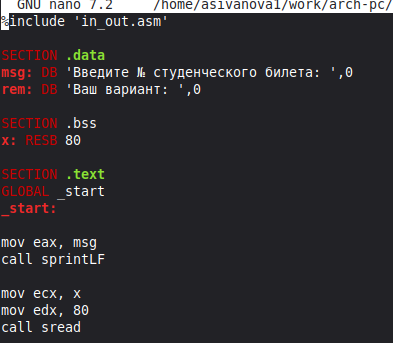 GNU nano 7.2 /home/asivanova1/work/arch-pc/
%include 'in_out.asm'
SECTION .data
msg: DB 'Введите № студенческого билета: ',0
rem: DB 'Ваш вариант: ',0
SECTION .bss
x: RESB 80
SECTION .text
GLOBAL _start
_start:
mov eax, msg
call sprintLF
mov ecx, x
mov edx, 80
call sread